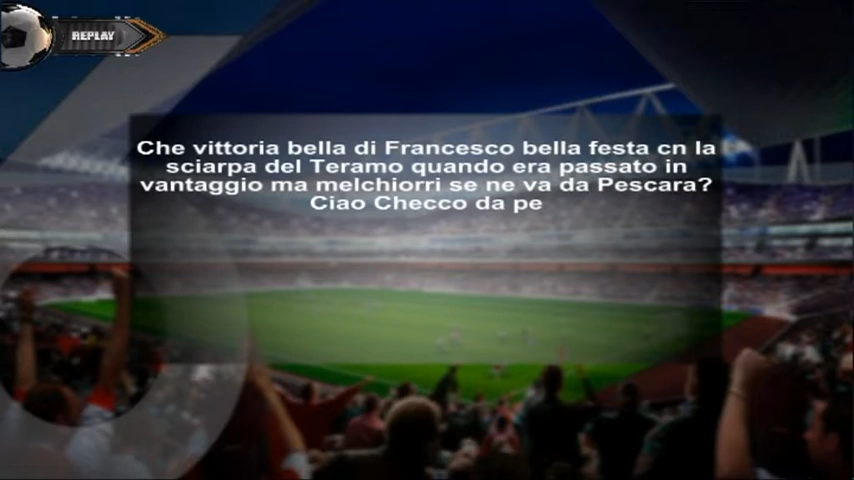 REPLAY
Che vittoria bella di Francesco bella festa cn la
sciarpa del Teramo quando era passato in
vantaggio ma melchiorri se ne va da Pescara?
Ciao Checco da pe